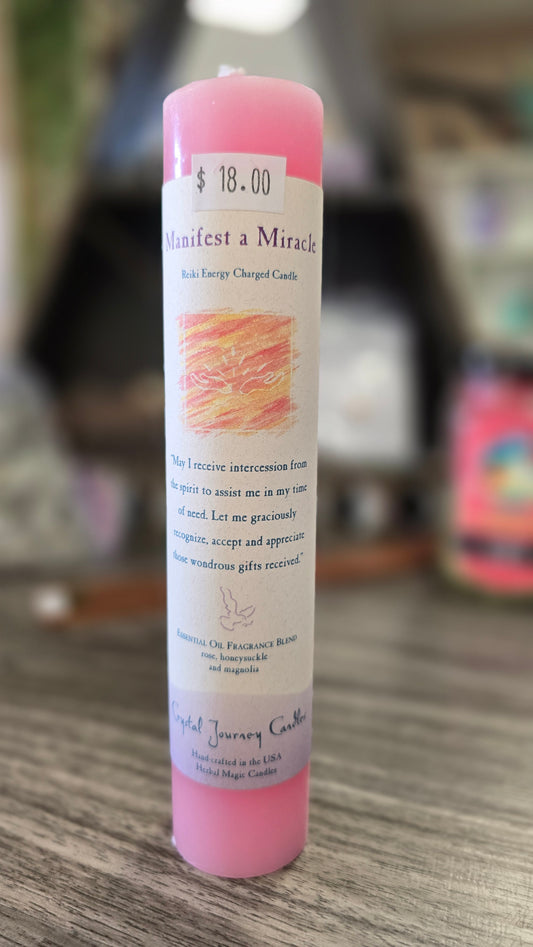 $ 18.00
Manifest a Miracle
Reiki Energy Charged Candle
"May I receive intercession from
the spirit to assist me in my time
of need. Let me graciously
recognize, accept and appreciate
those wondrous gifts received."
Essential Oil Fragrance Blend
rose, honeysuckle
and magnolia
Crystal Journey Candles
Hand-crafted in the USA
Herbal Magic Candles